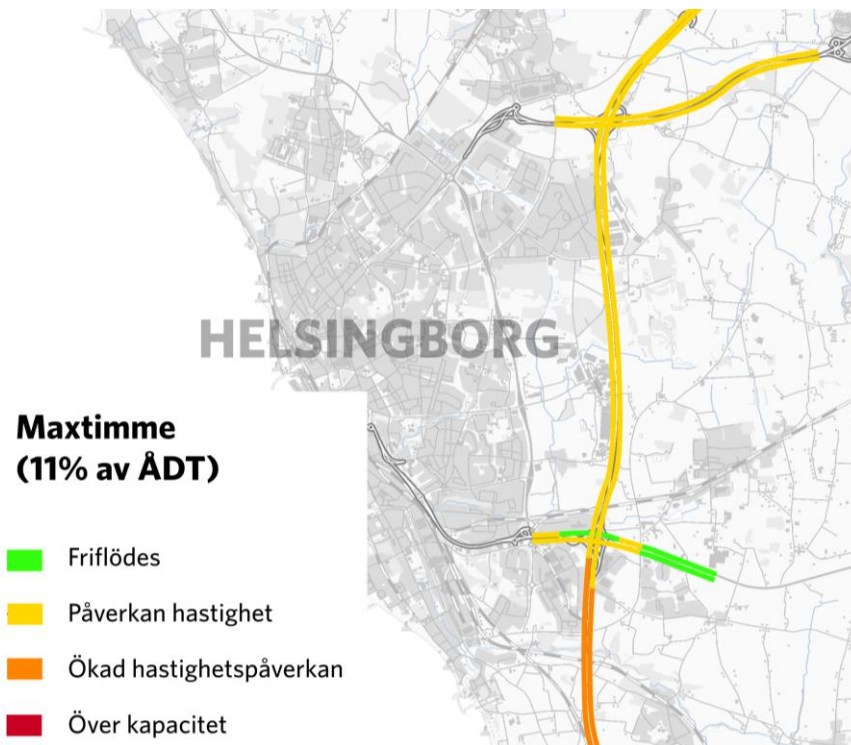 HELSINGBORG
Maxtimme
(11% av ÅDT)
Friflödes
Påverkan hastighet
Ökad hastighetspåverkan
Över kapacitet